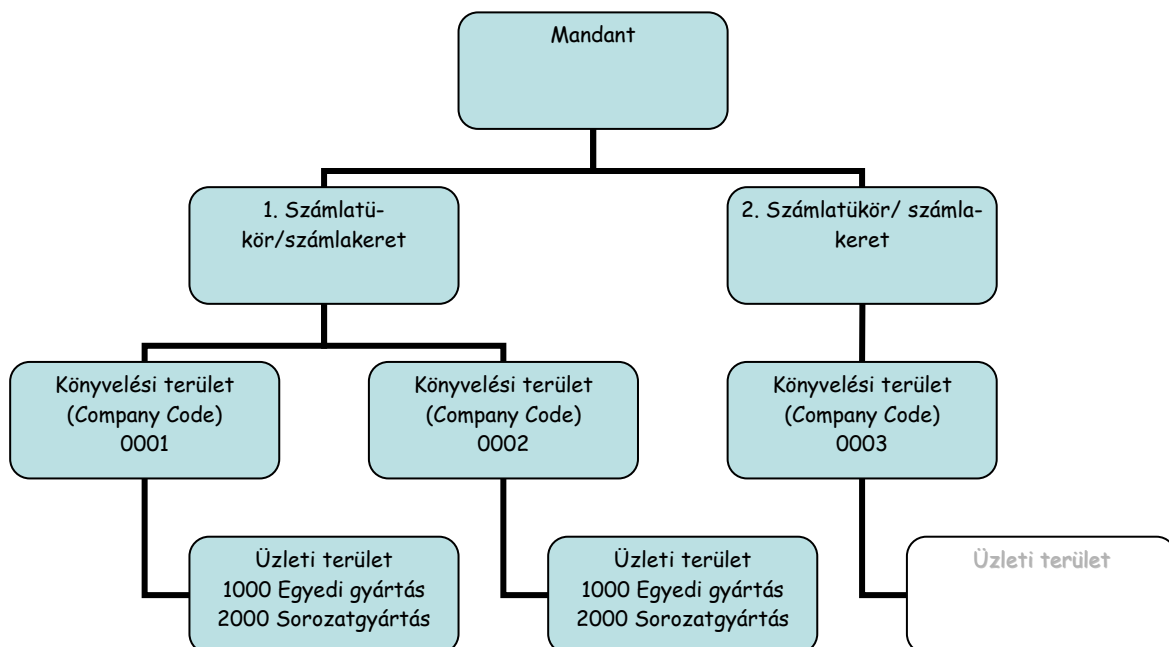 Mandant
1. Számlatü-
kör/számlakeret
2. Számlatükör/ számla-
keret
Könyvelési terület
(Company Code)
0001
Könyvelési terület
(Company Code)
0002
Könyvelési terület
(Company Code)
0003
Üzleti terület
1000 Egyedi gyártás
2000 Sorozatgyártás
Üzleti terület
1000 Egyedi gyártás
2000 Sorozatgyártás
Üzleti terület